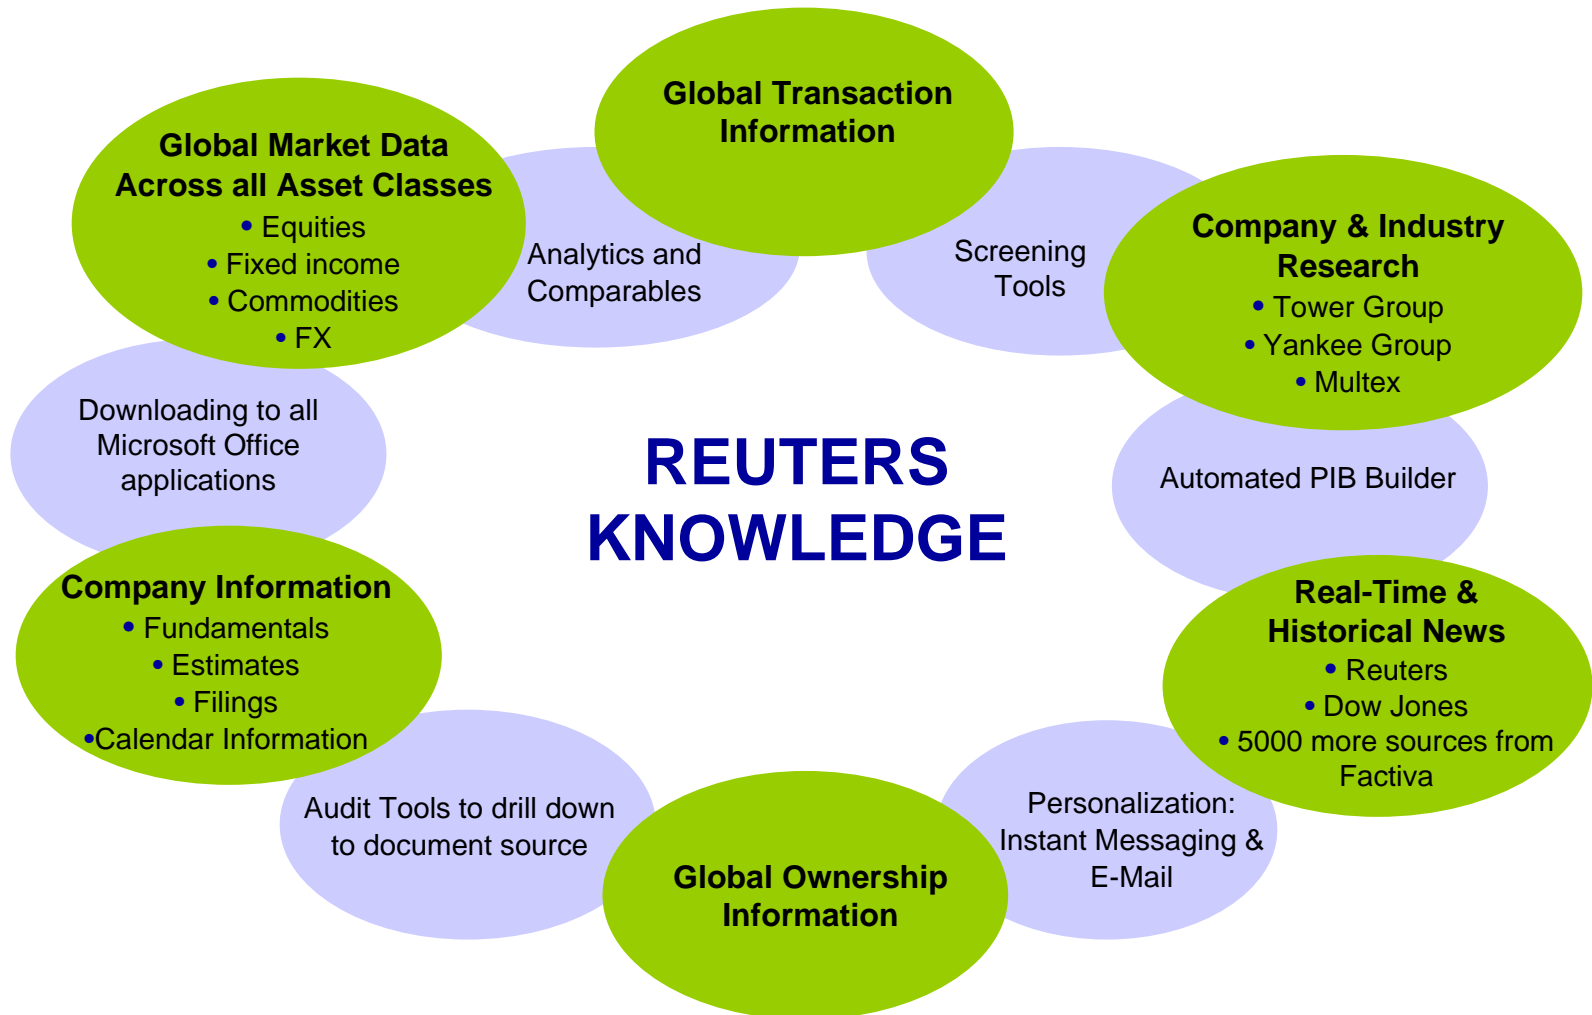 Global Transaction
Information
Global Market Data
Across all Asset Classes
• Equities
• Fixed income
• Commodities
• FX
Analytics and
Comparables
Screening
Tools
Company & Industry
Research
• Tower Group
• Yankee Group
• Multex
Downloading to all
Microsoft Office
applications
REUTERS
KNOWLEDGE
Automated PIB Builder
Company Information
• Fundamentals
• Estimates
• Filings
•Calendar Information
Real-Time &
Historical News
• Reuters
• Dow Jones
• 5000 more sources from
Factiva
Audit Tools to drill down
to document source
Global Ownership
Information
Personalization:
Instant Messaging &
E-Mail